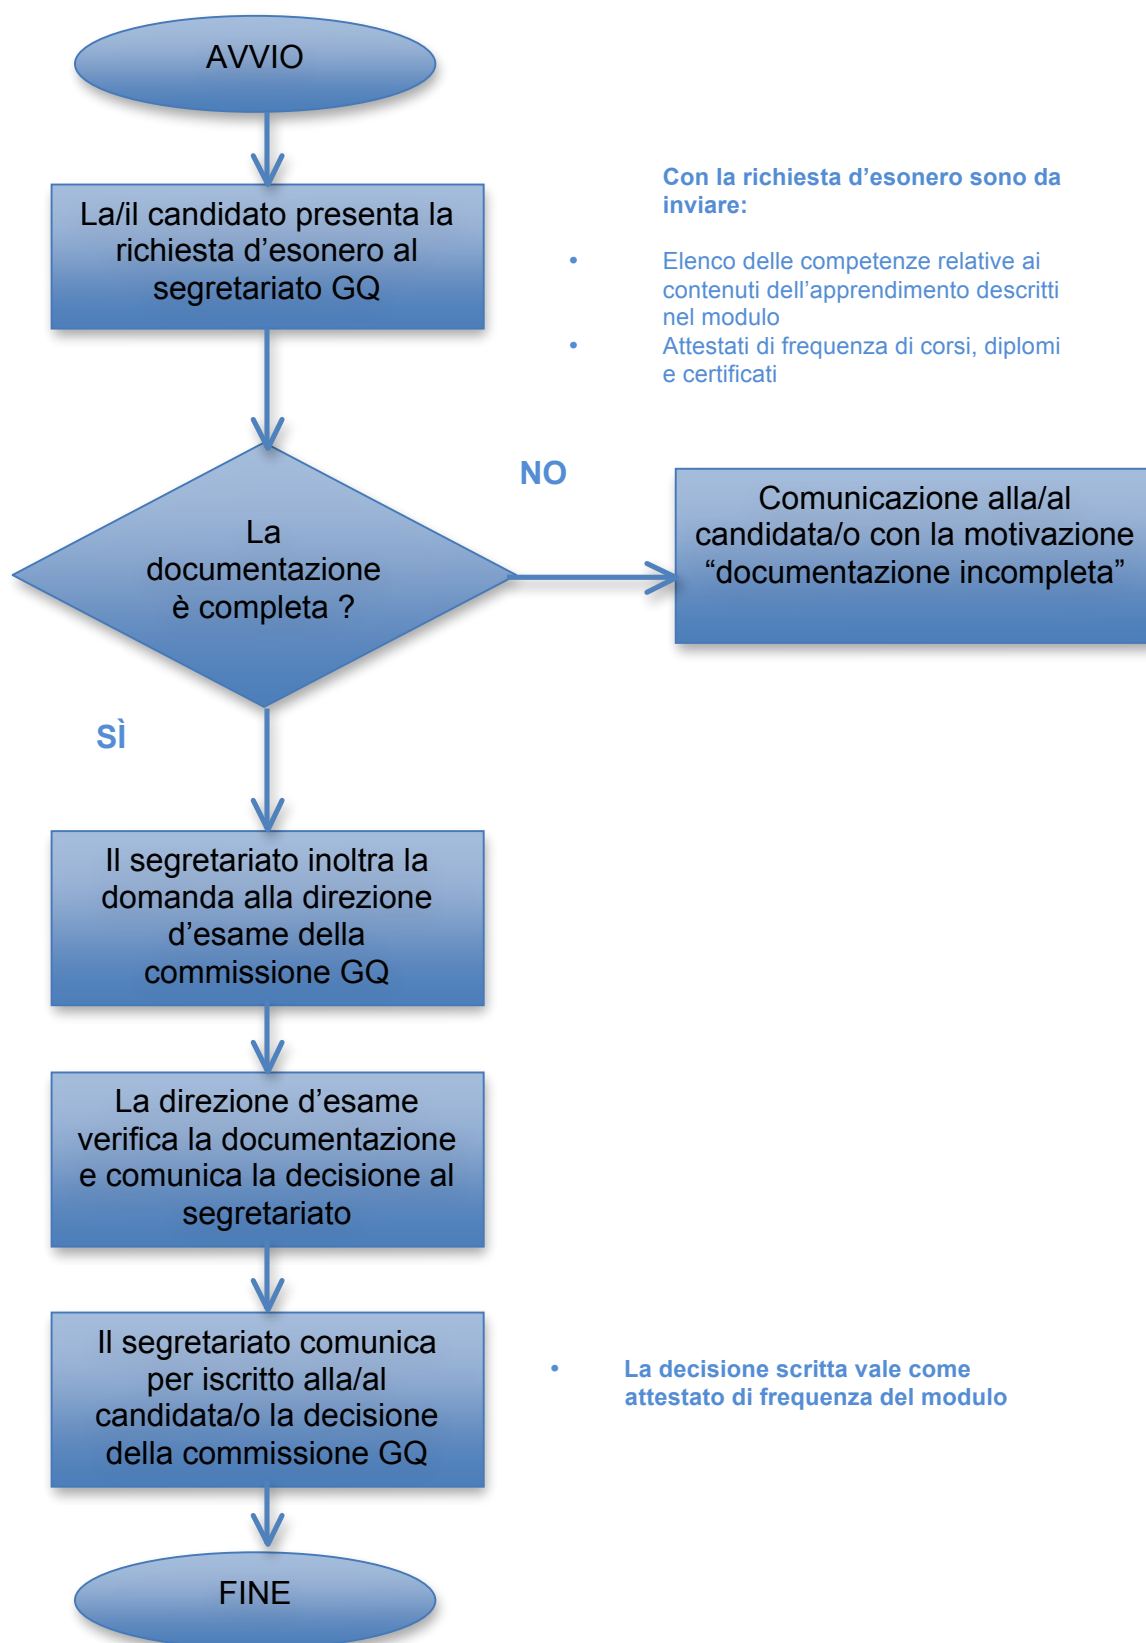 AVVIO
La/il candidato presenta la
richiesta d’esonero al
segretariato GQ
Con la richiesta d’esonero sono da
inviare:
• Elenco delle competenze relative ai
contenuti dell’apprendimento descritti
nel modulo
• Attestati di frequenza di corsi, diplomi
e certificati
La
documentazione
è completa ?
NO
Comunicazione alla/al
candidata/o con la motivazione
“documentazione incompleta”
SÌ
Il segretariato inoltra la
domanda alla direzione
d’esame della
commissione GQ
La direzione d’esame
verifica la documentazione
e comunica la decisione al
segretariato
Il segretariato comunica
per iscritto alla/al
candidata/o la decisione
della commissione GQ
• La decisione scritta vale come
attestato di frequenza del modulo
FINE